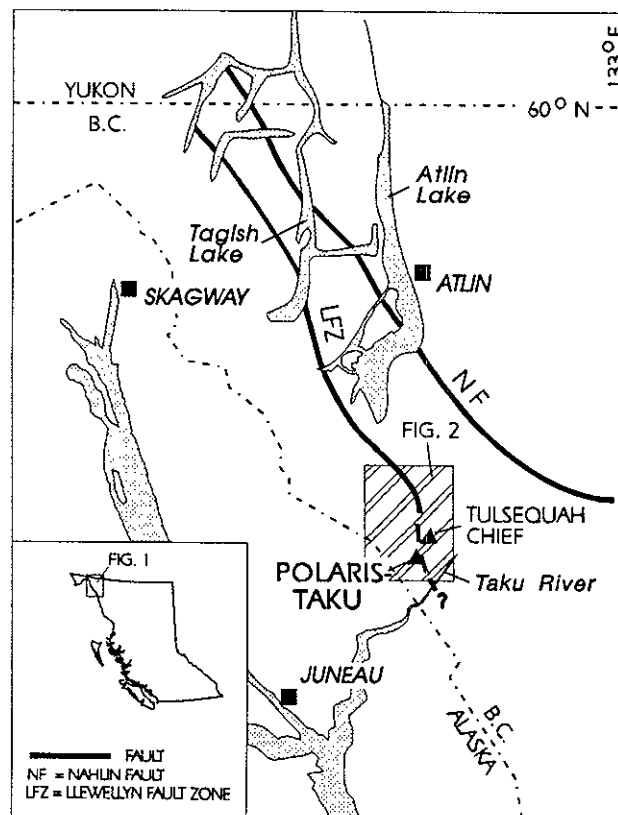 133°F
YUKON
60° N
B.C.
Atlin
Lake
Tagish
Lake
ATLIN
SKAGWAY
LFZ
NF
FIG. 2
TULSEQUAH
CHIEF
POLARIS-
TAKU
Taku River
?
FIG. 1
JUNEAU
B.C.
ALASKA
FAULT
NF = NAHLIN FAULT
LFZ = LLEWELLYN FAULT ZONE